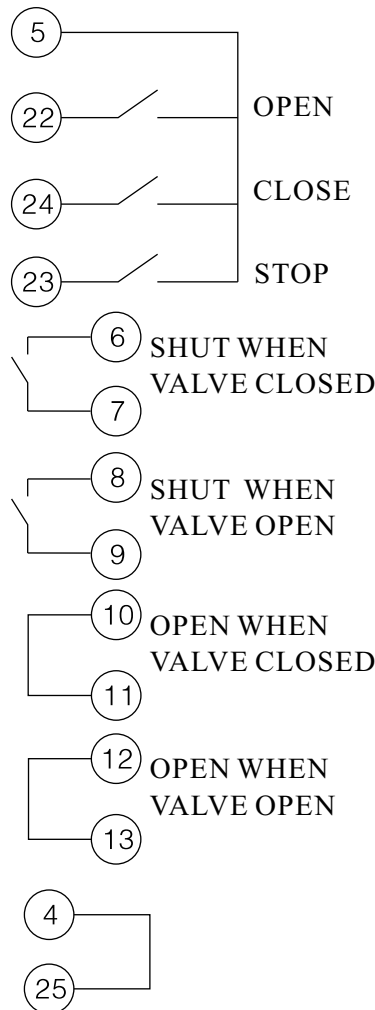 5
22 OPEN
24 CLOSE
23 STOP
6 SHUT WHEN
VALVE CLOSED
7
8 SHUT WHEN
VALVE OPEN
9
10 OPEN WHEN
VALVE CLOSED
11
12 OPEN WHEN
VALVE OPEN
13
4
25